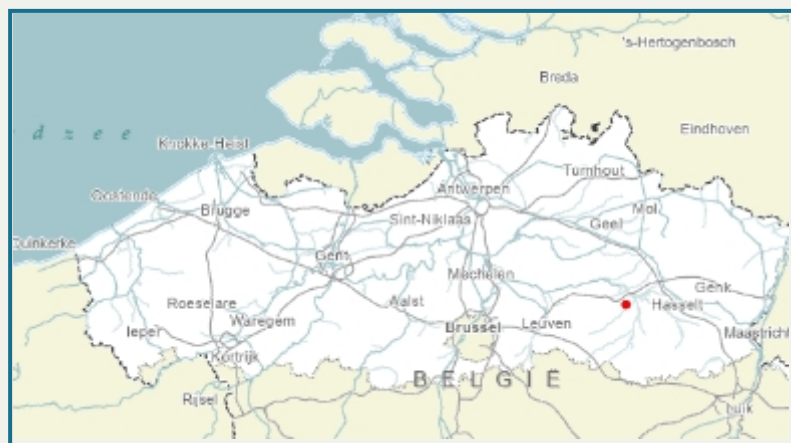 's-Hertogenbosch
Breda
d z e e
Eindhoven
Knokke-Heist
Turnhout
Antwerpen
Oostende
Mol
Brugge
Sint-Niklaas
Geel
Duinkerke
Gent
Mechelen
Genk
Roeselare
Aalst
Hasselt
Waregem
Ieper
Brussel
Leuven
Maastricht
Kortrijk
BELGIË
Rijsel
Luik